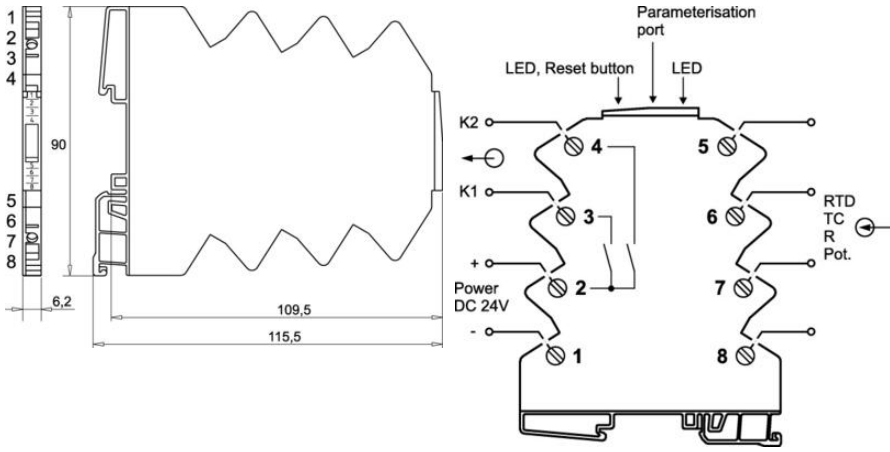 1
2
3
4
5
6
7
8
90
6,2
109,5
115,5
Parameterisation
port
LED, Reset button
LED
K2
4
5
K1
3
6
RTD
TC
R
Pot.
+
Power
DC 24V
2
7
-
1
8